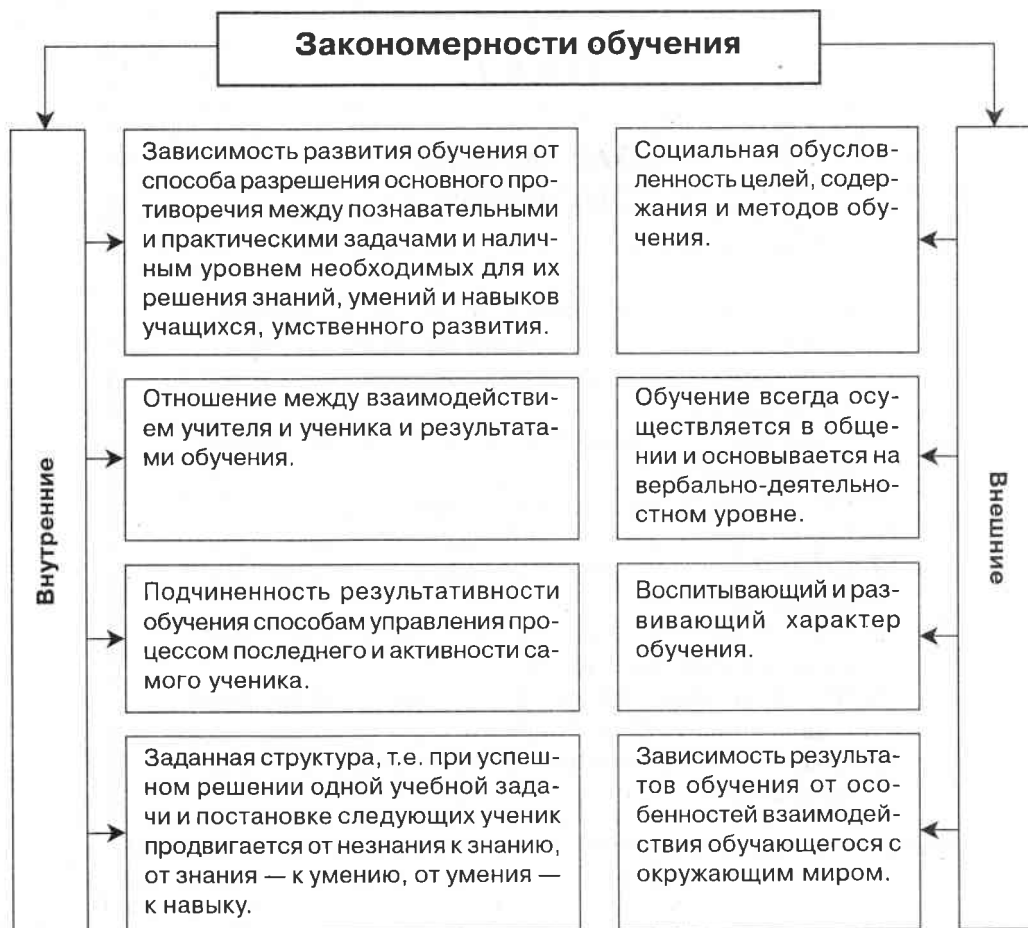 Закономерности обучения
Внутренние
Зависимость развития обучения от
способа разрешения основного про-
тиворечия между познавательными
и практическими задачами и налич-
ным уровнем необходимых для их
решения знаний, умений и навыков
учащихся, умственного развития.
Отношение между взаимодействи-
ем учителя и ученика и результата-
ми обучения.
Подчиненность результативности
обучения способам управления про-
цессом последнего и активности са-
мого ученика.
Заданная структура, т.е. при успеш-
ном решении одной учебной зада-
чи и постановке следующих ученик
продвигается от незнания к знанию,
от знания — к умению, от умения —
к навыку.
Социальная обуслов-
ленность целей, содер-
жания и методов обу-
чения.
Обучение всегда осу-
ществляется в обще-
нии и основывается на
вербально-деятельно-
стном уровне.
Воспитывающий и раз-
вивающий характер
обучения.
Зависимость результа-
тов обучения от осо-
бенностей взаимодей-
ствия обучающегося с
окружающим миром.
Внешние